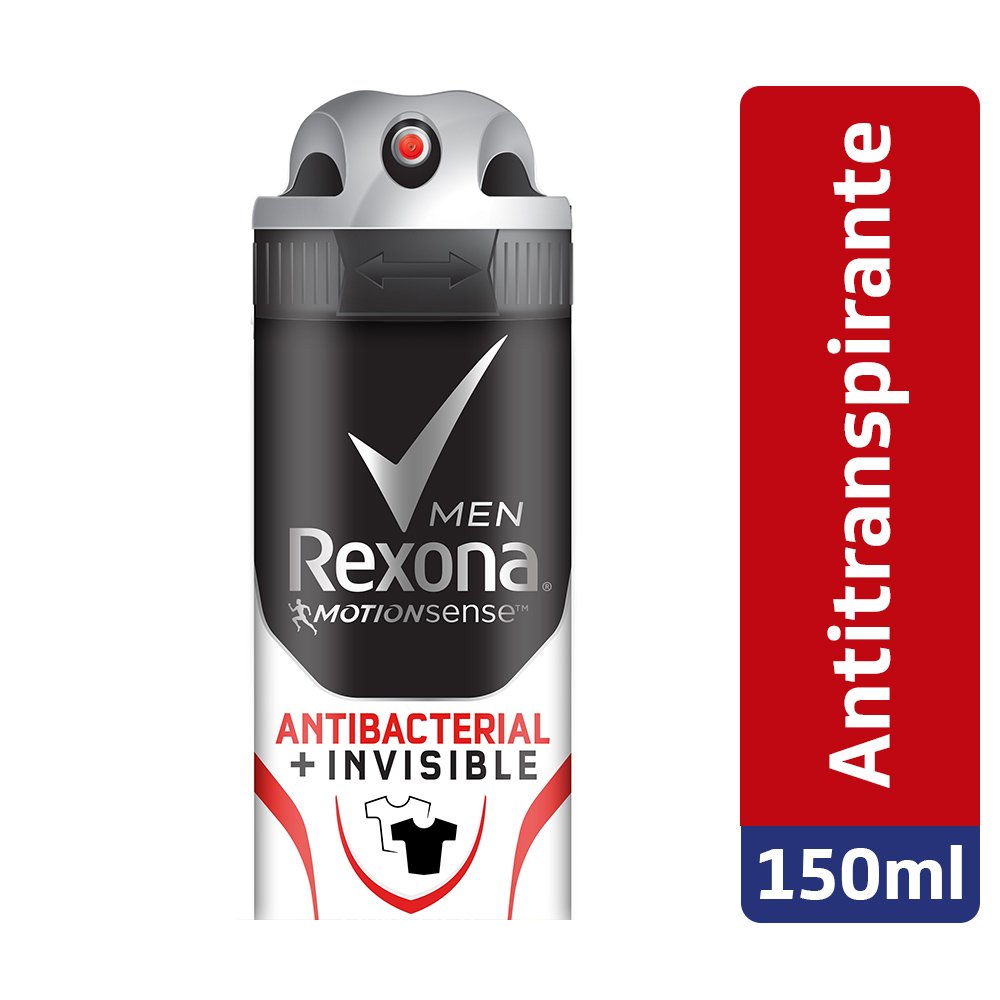 MEN
Rexona®
MOTIONsense™
ANTIBACTERIAL
+ INVISIBLE
Antitranspirante
150ml